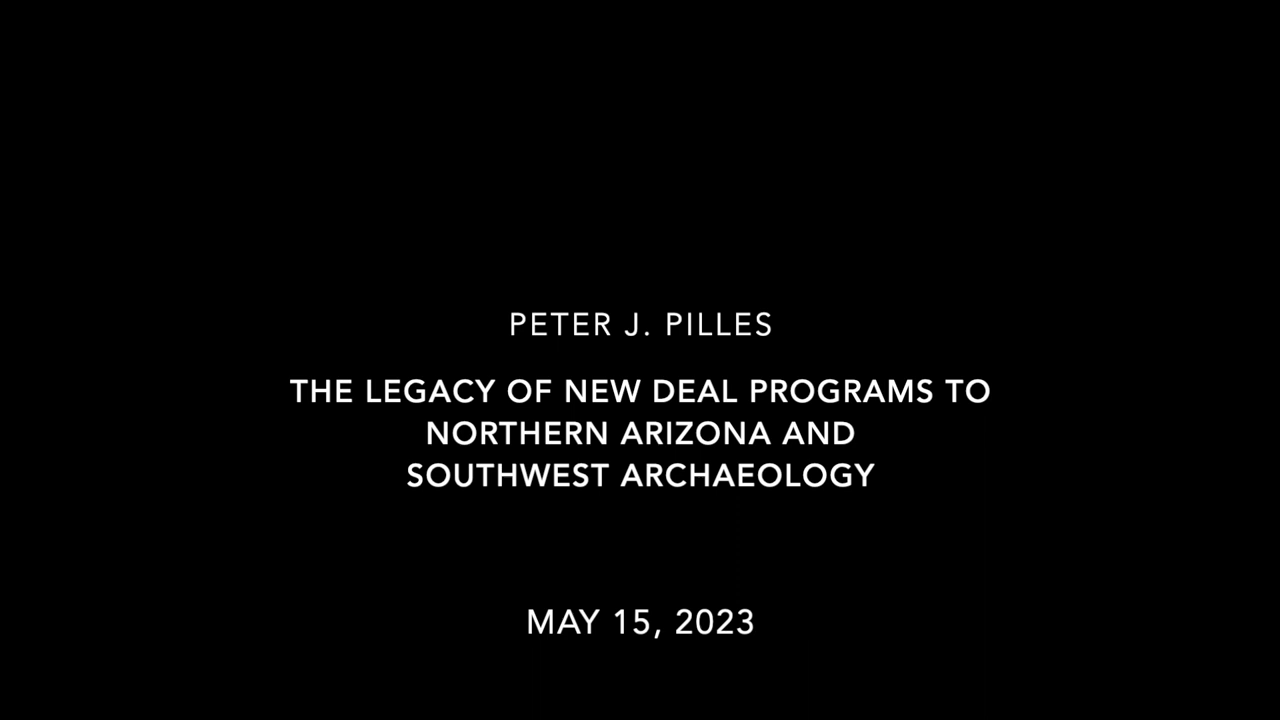 PETER J. PILLES
THE LEGACY OF NEW DEAL PROGRAMS TO
NORTHERN ARIZONA AND
SOUTHWEST ARCHAEOLOGY
MAY 15, 2023